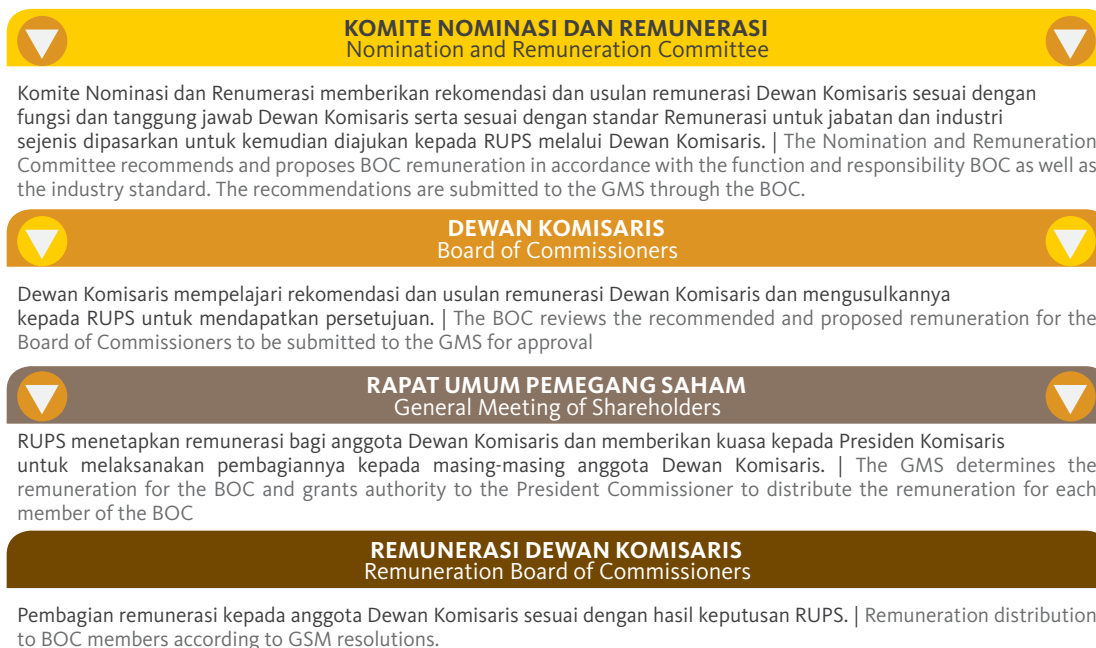 KOMITE NOMINASI DAN REMUNERASI
Nomination and Remuneration Committee
Komite Nominasi dan Renumerasi memberikan rekomendasi dan usulan remunerasi Dewan Komisaris sesuai dengan
fungsi dan tanggung jawab Dewan Komisaris serta sesuai dengan standar Remunerasi untuk jabatan dan industri
sejenis dipasarkan untuk kemudian diajukan kepada RUPS melalui Dewan Komisaris. | The Nomination and Remuneration
Committee recommends and proposes BOC remuneration in accordance with the function and responsibility BOC as well as
the industry standard. The recommendations are submitted to the GMS through the BOC.
DEWAN KOMISARIS
Board of Commissioners
Dewan Komisaris mempelajari rekomendasi dan usulan remunerasi Dewan Komisaris dan mengusulkannya
kepada RUPS untuk mendapatkan persetujuan. | The BOC reviews the recommended and proposed remuneration for the
Board of Commissioners to be submitted to the GMS for approval
RAPAT UMUM PEMEGANG SAHAM
General Meeting of Shareholders
RUPS menetapkan remunerasi bagi anggota Dewan Komisaris dan memberikan kuasa kepada Presiden Komisaris
untuk melaksanakan pembagiannya kepada masing-masing anggota Dewan Komisaris. | The GMS determines the
remuneration for the BOC and grants authority to the President Commissioner to distribute the remuneration for each
member of the BOC
REMUNERASI DEWAN KOMISARIS
Remuneration Board of Commissioners
Pembagian remunerasi kepada anggota Dewan Komisaris sesuai dengan hasil keputusan RUPS. | Remuneration distribution
to BOC members according to GSM resolutions.